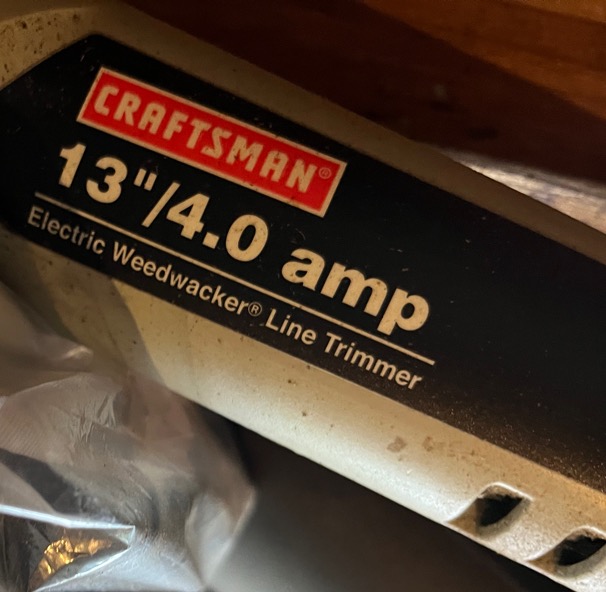 CRAFTSMAN®
13"/4.0 amp
Electric Weedwacker® Line Trimmer